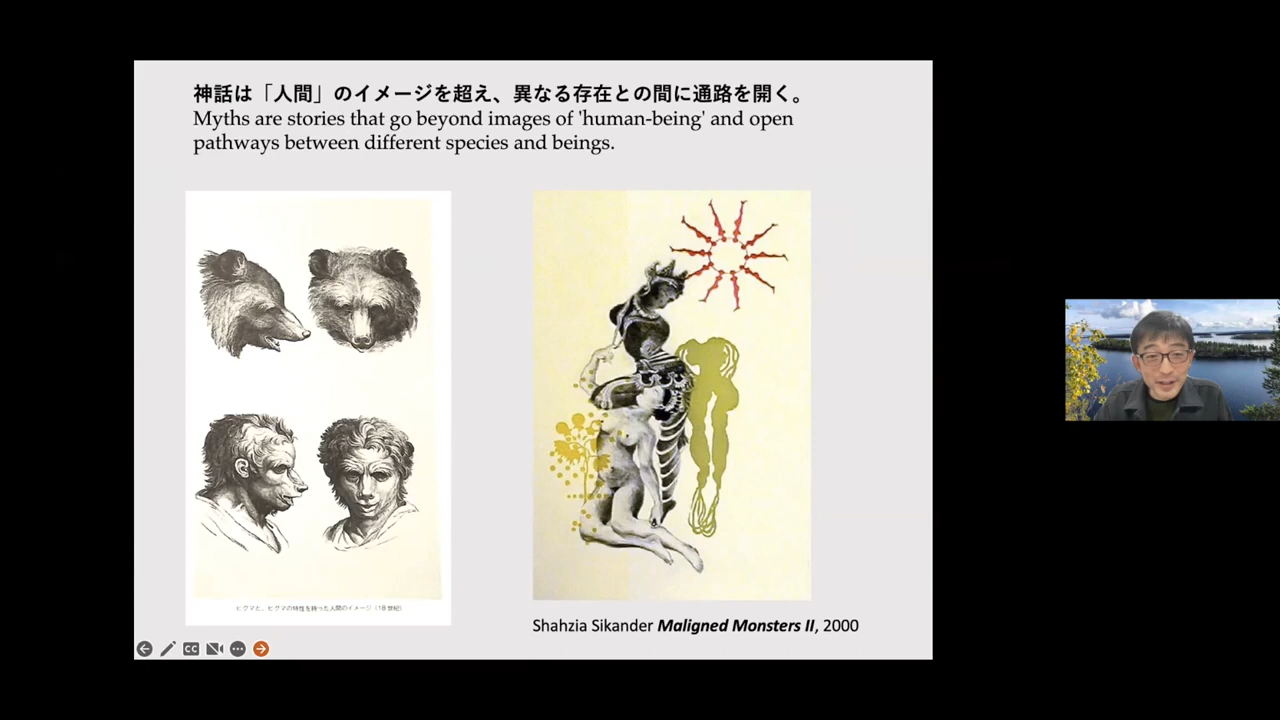 神話は「人間」のイメージを超え、異なる存在との間に通路を開く。
Myths are stories that go beyond images of 'human-being' and open
pathways between different species and beings.
ヒグマと、ヒグマの特性を持った人間のイメージ（18世紀）
Shahzia Sikander Maligned Monsters II, 2000
CC